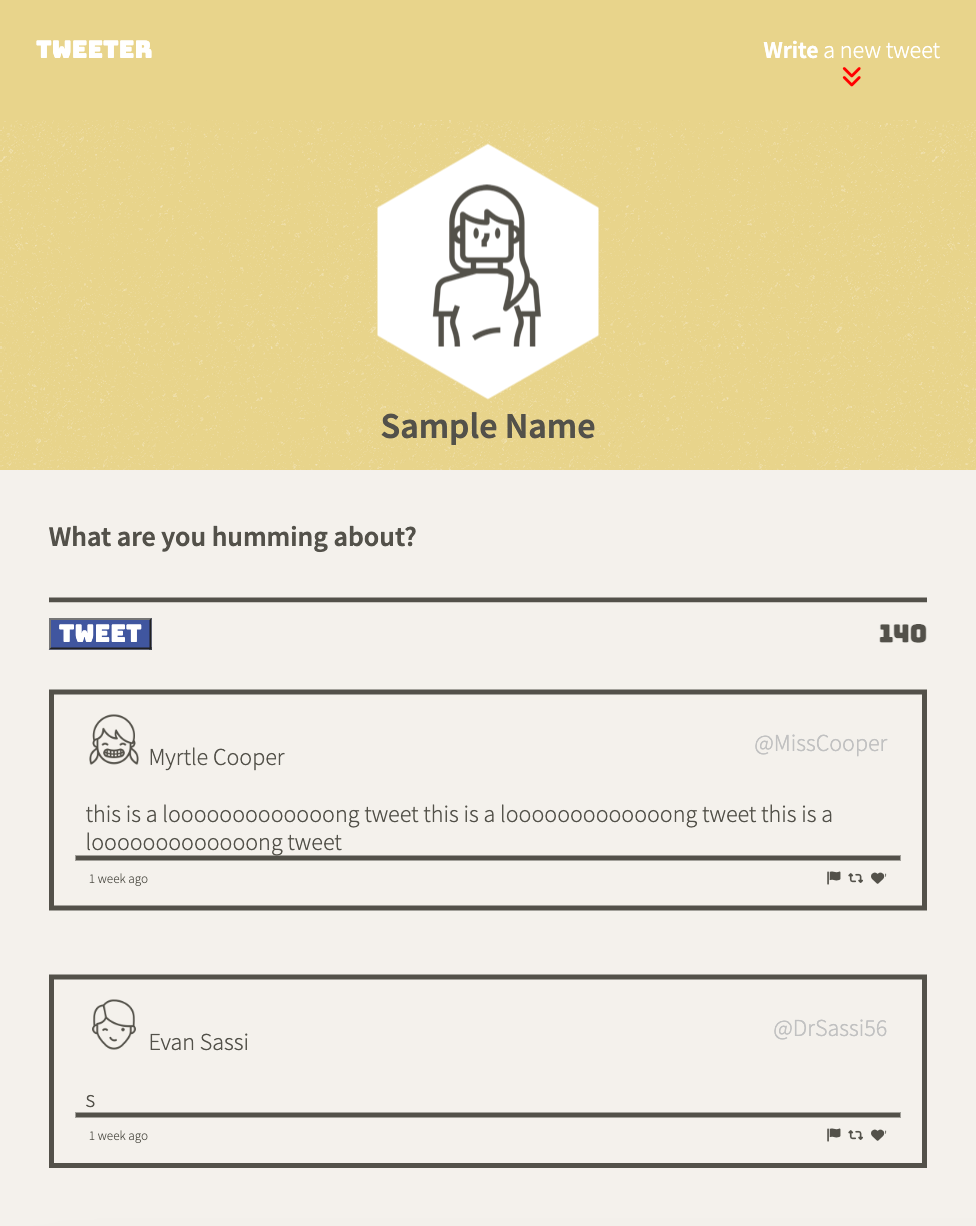 TWEETER
Write a new tweet
Sample Name
What are you humming about?
TWEET
140
Myrtle Cooper
@MissCooper
this is a looooooooooooong tweet this is a looooooooooooong tweet this is a
looooooooooooong tweet
1 week ago
Evan Sassi
@DrSassi56
s
1 week ago